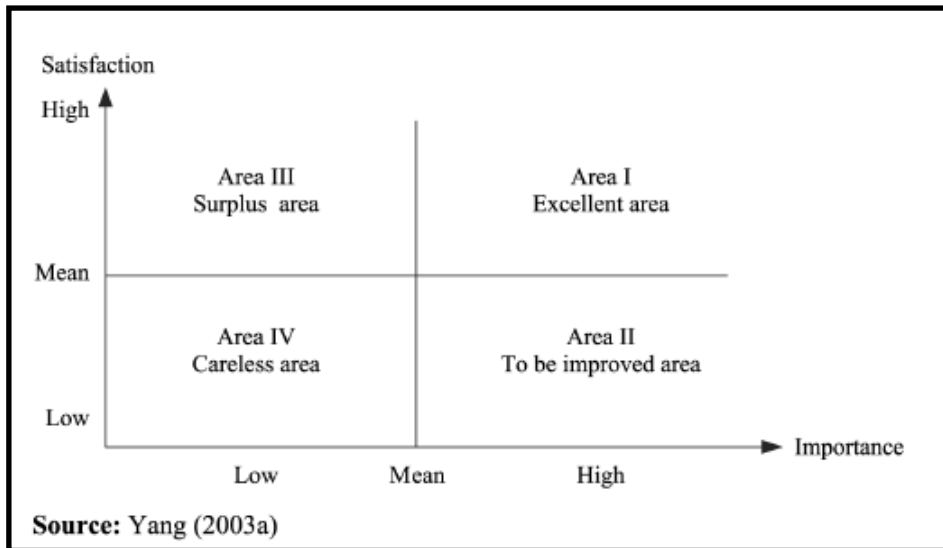 Satisfaction
High
Area III
Surplus area
Area I
Excellent area
Mean
Area IV
Careless area
Area II
To be improved area
Low
Importance
Low
Mean
High
Source: Yang (2003a)